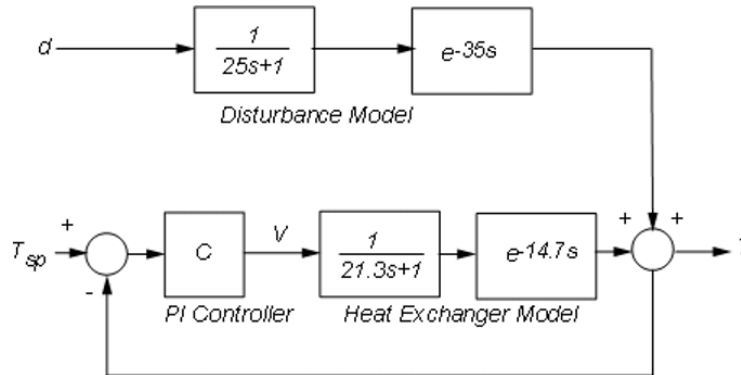 d
1
25s+1
e-35s
Disturbance Model
+
T sp
-
C
V
1
21.3s+1
e-14.7s
+ +
T
PI Controller
Heat Exchanger Model